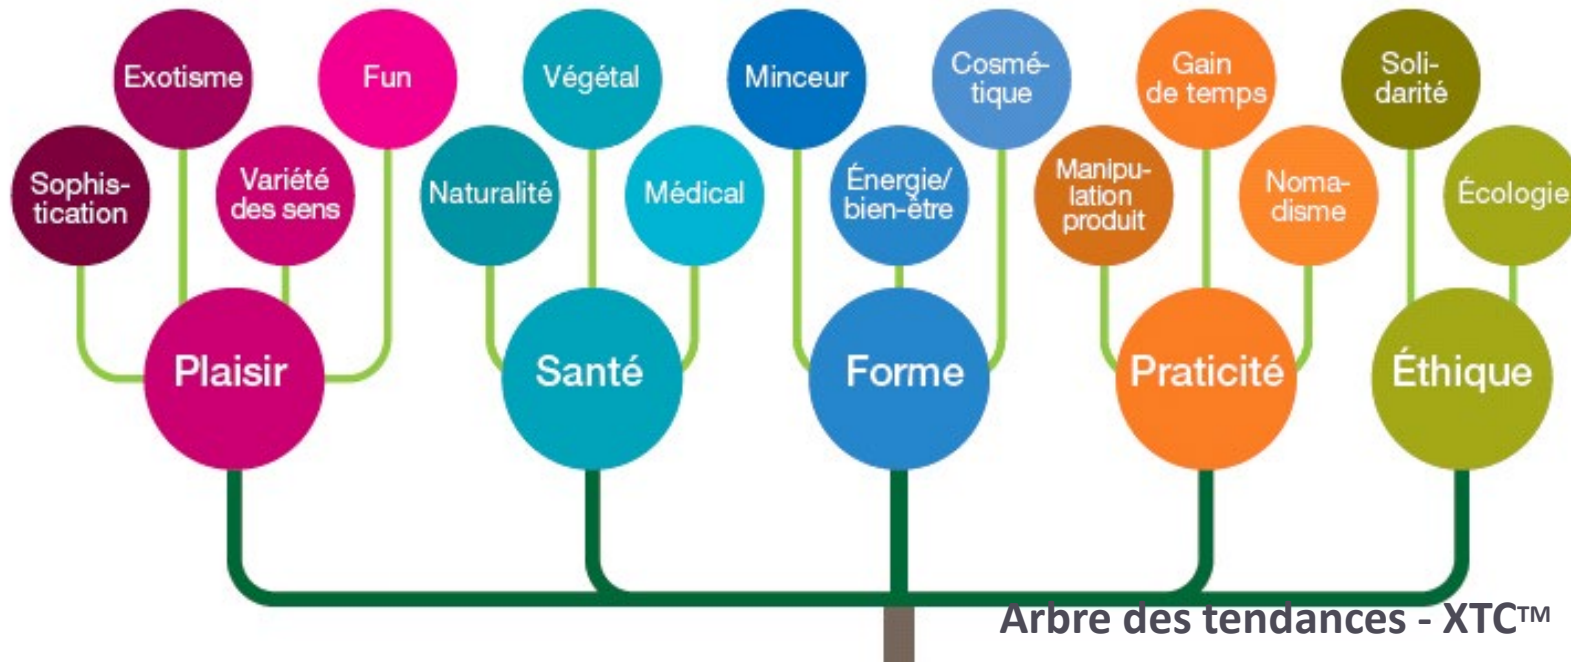 Exotisme
Fun
Végétal
Minceur
Cosmé-
tique
Gain
de temps
Soli-
darité
Sophis-
tication
Variété
des sens
Naturalité
Médical
Énergie/
bien-être
Manipu-
lation
produit
Noma-
disme
Écologie
Plaisir
Santé
Forme
Praticité
Éthique
Arbre des tendances - XTC™